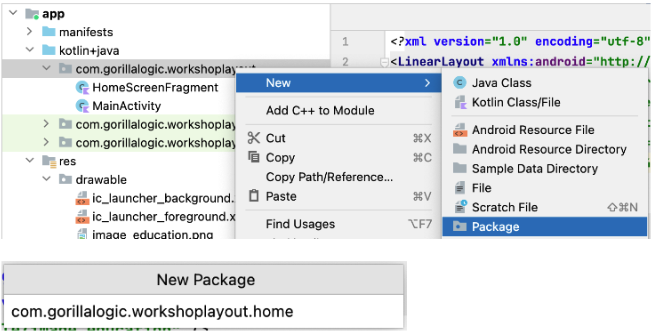 app
manifests
kotlin+java
com.gorillalogic.workshoplayout
HomeScreenFragment
MainActivity
com.gorillalogic.workshoplay
com.gorillalogic.workshoplay
res
drawable
ic_launcher_background.
ic_launcher_foreground.x
image_education.png
1 <?xml version="1.0" encoding="utf-8"
2 <LinearLayout xmlns:android="http://
New
Add C++ to Module
Cut ⌘X
Copy ⌘C
Copy Path/Reference...
Paste ⌘V
Find Usages ⌥F7
Java Class
Kotlin Class/File
Android Resource File
Android Resource Directory
Sample Data Directory
File
Scratch File ⇧⌘N
Package
New Package
com.gorillalogic.workshoplayout.home